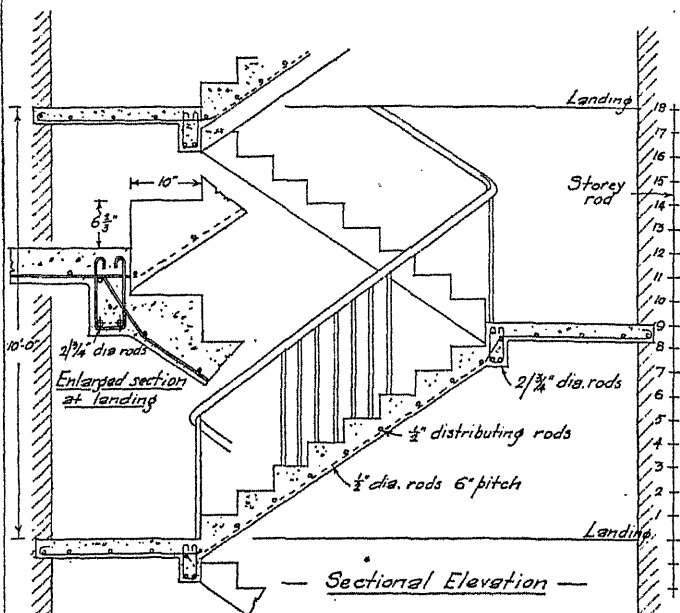 Landing
18
17
16
10"
15
Storey
rod
14
6 2/3"
13
12
11
10
9
10'-0"
8
2/¾" dia rods
7
2/¾" dia. rods
Enlarged section
at landing
6
5
½" distributing rods
4
3
½" dia. rods 6" pitch
2
1
Landing.
— Sectional Elevation —